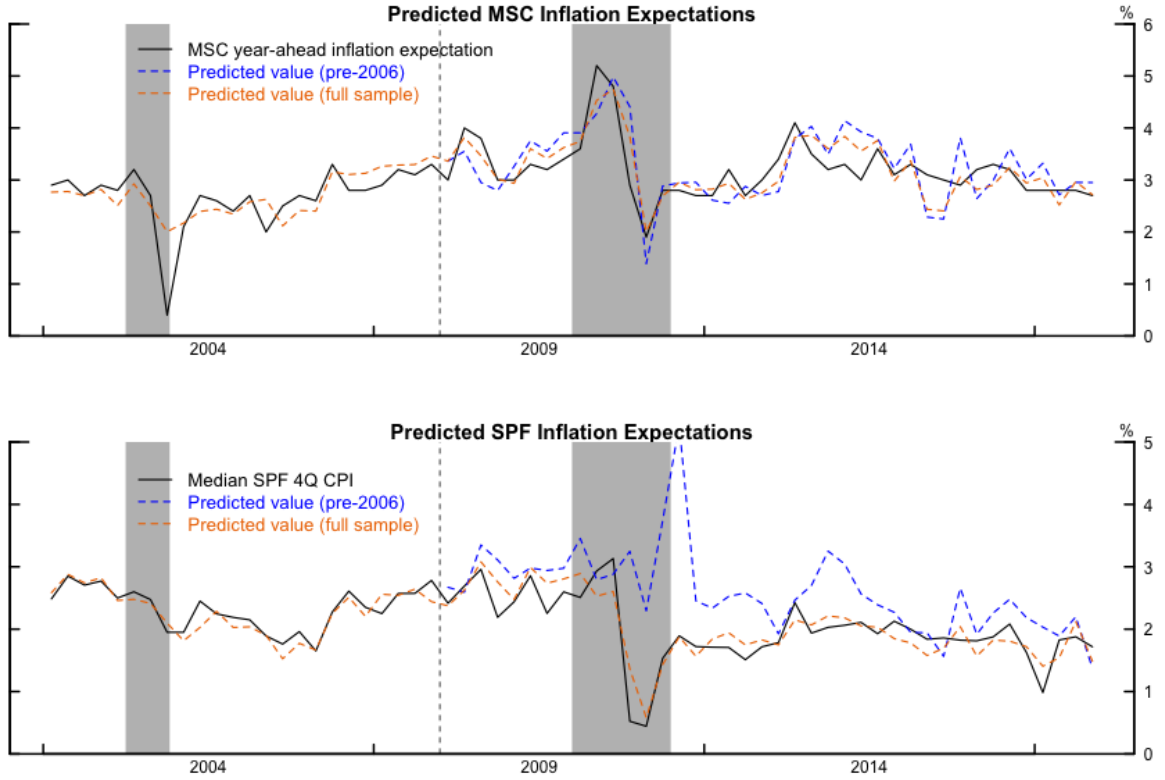 Predicted MSC Inflation Expectations
%
MSC year-ahead inflation expectation
Predicted value (pre-2006)
Predicted value (full sample)
6
5
4
3
2
1
0
2004 2009 2014
Predicted SPF Inflation Expectations
%
Median SPF 4Q CPI
Predicted value (pre-2006)
Predicted value (full sample)
5
4
3
2
1
0
2004 2009 2014